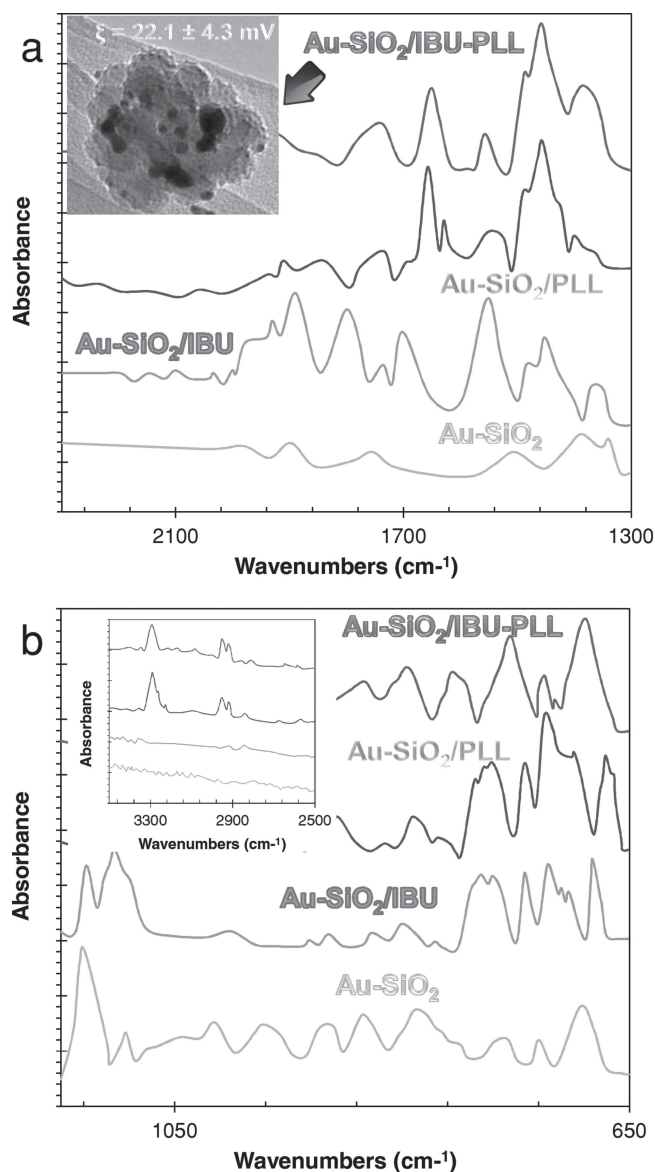 a
ξ = 22.1 ± 4.3 mV
Au-SiO₂/IBU-PLL
Au-SiO₂/PLL
Au-SiO₂/IBU
Au-SiO₂
Absorbance
2100 1700 1300
Wavenumbers (cm⁻¹)
b
Au-SiO₂/IBU-PLL
Absorbance
3300 2900 2500
Wavenumbers (cm⁻¹)
Au-SiO₂/PLL
Au-SiO₂/IBU
Au-SiO₂
Absorbance
1050 650
Wavenumbers (cm⁻¹)